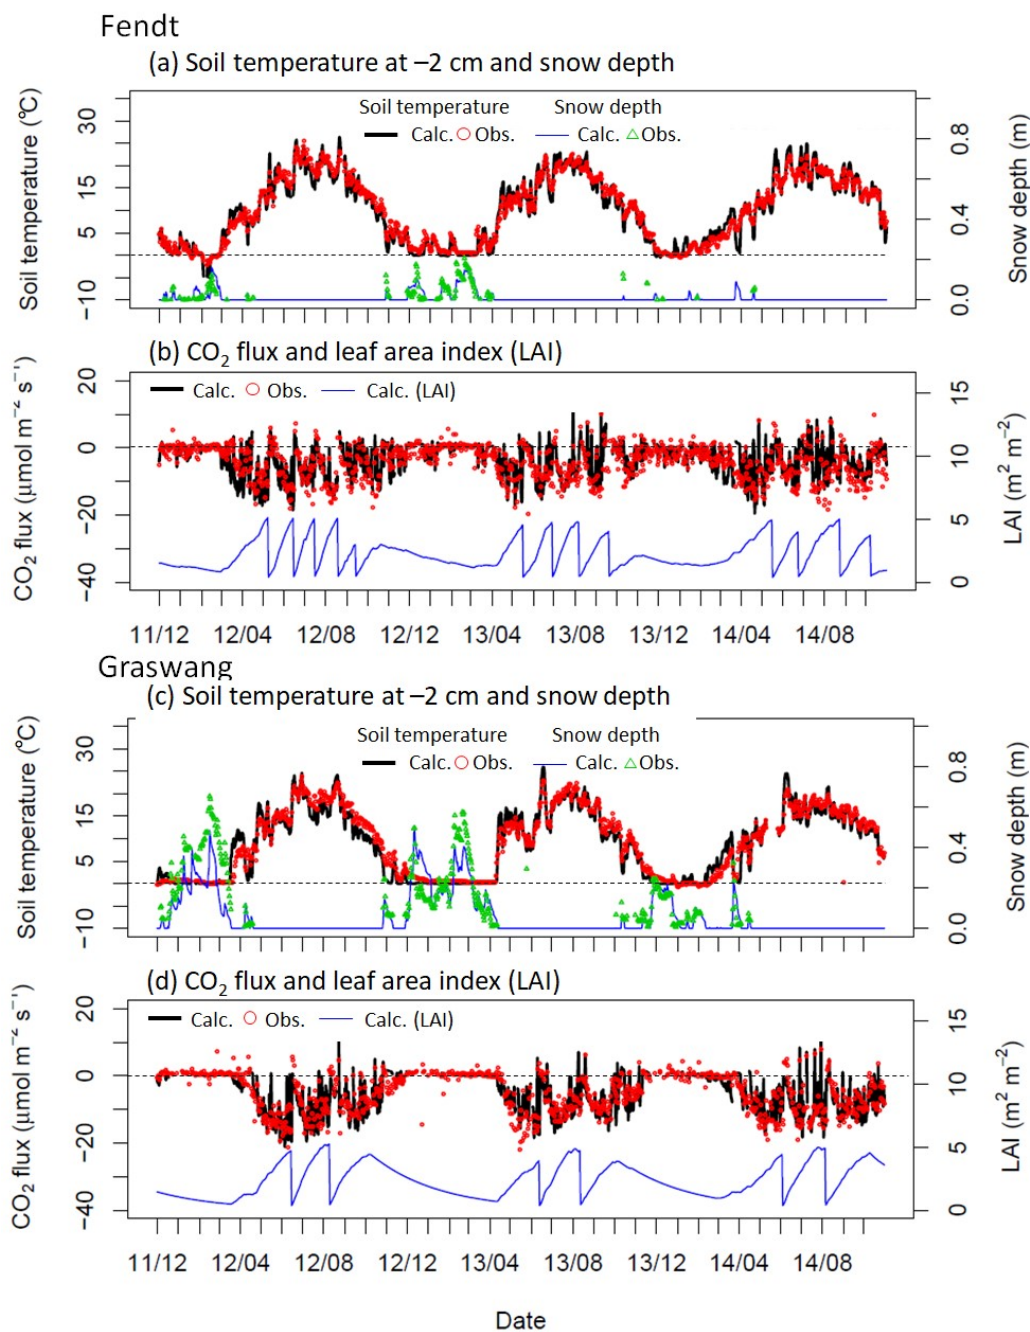 Fendt
(a) Soil temperature at –2 cm and snow depth
Soil temperature Snow depth
Calc. Obs. Calc. Obs.
Soil temperature (°C)
30
15
5
−10
Snow depth (m)
0.8
0.4
0.0
(b) CO₂ flux and leaf area index (LAI)
Calc. Obs. Calc. (LAI)
CO₂ flux (µmol m⁻² s⁻¹)
20
0
−20
−40
LAI (m² m⁻²)
15
10
5
0
11/12 12/04 12/08 12/12 13/04 13/08 13/12 14/04 14/08
Graswang
(c) Soil temperature at –2 cm and snow depth
Soil temperature Snow depth
Calc. Obs. Calc. Obs.
Soil temperature (°C)
30
15
5
−10
Snow depth (m)
0.8
0.4
0.0
(d) CO₂ flux and leaf area index (LAI)
Calc. Obs. Calc. (LAI)
CO₂ flux (µmol m⁻² s⁻¹)
20
0
−20
−40
LAI (m² m⁻²)
15
10
5
0
11/12 12/04 12/08 12/12 13/04 13/08 13/12 14/04 14/08
Date